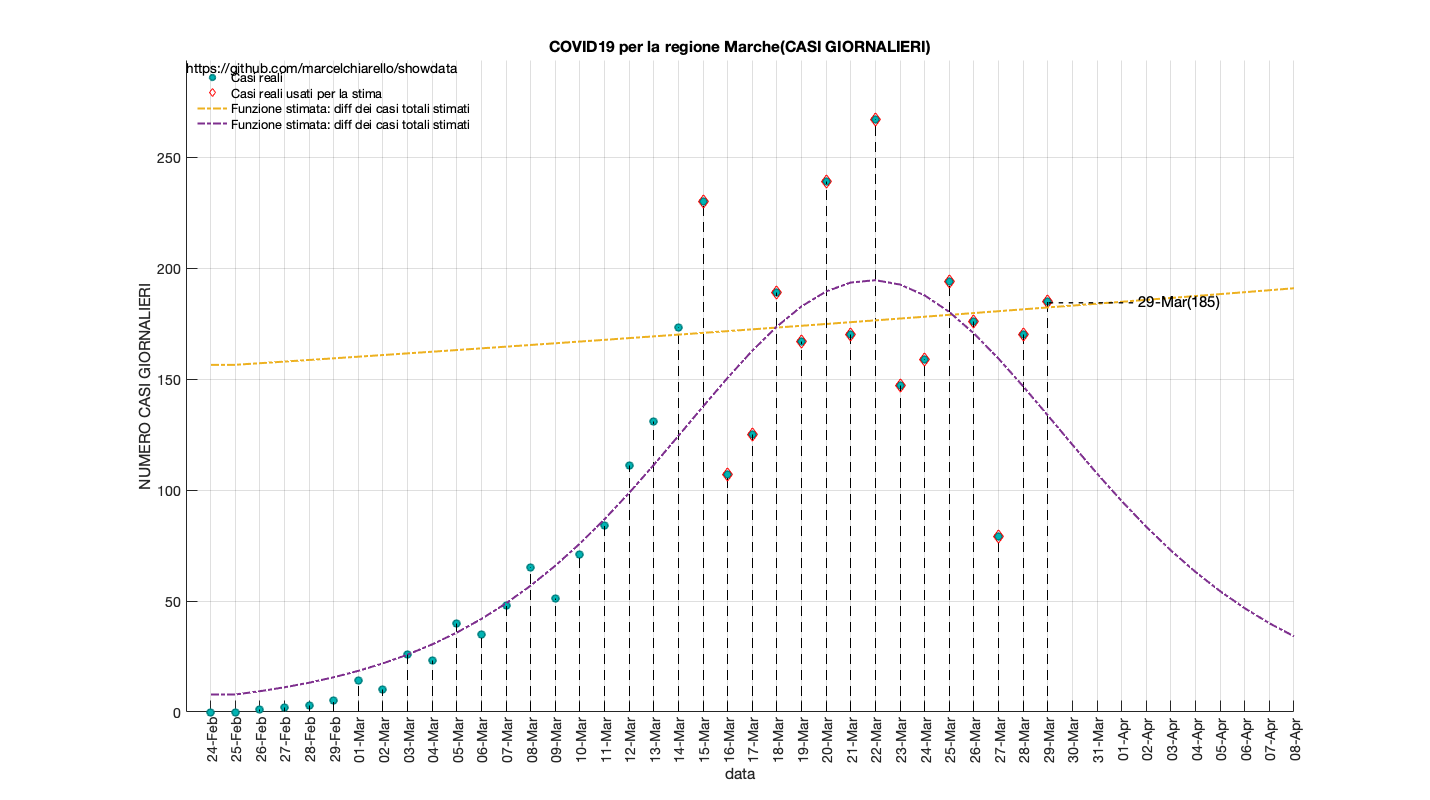 COVID19 per la regione Marche(CASI GIORNALIERI)
https://github.com/marcelchiarello/showdata
Casi reali
Casi reali usati per la stima
Funzione stimata: diff dei casi totali stimati
Funzione stimata: diff dei casi totali stimati
NUMERO CASI GIORNALIERI
250
200
150
100
50
0
29-Mar(185)
24-Feb
25-Feb
26-Feb
27-Feb
28-Feb
29-Feb
01-Mar
02-Mar
03-Mar
04-Mar
05-Mar
06-Mar
07-Mar
08-Mar
09-Mar
10-Mar
11-Mar
12-Mar
13-Mar
14-Mar
15-Mar
16-Mar
17-Mar
18-Mar
19-Mar
20-Mar
21-Mar
22-Mar
23-Mar
24-Mar
25-Mar
26-Mar
27-Mar
28-Mar
29-Mar
30-Mar
31-Mar
01-Apr
02-Apr
03-Apr
04-Apr
05-Apr
06-Apr
07-Apr
08-Apr
data